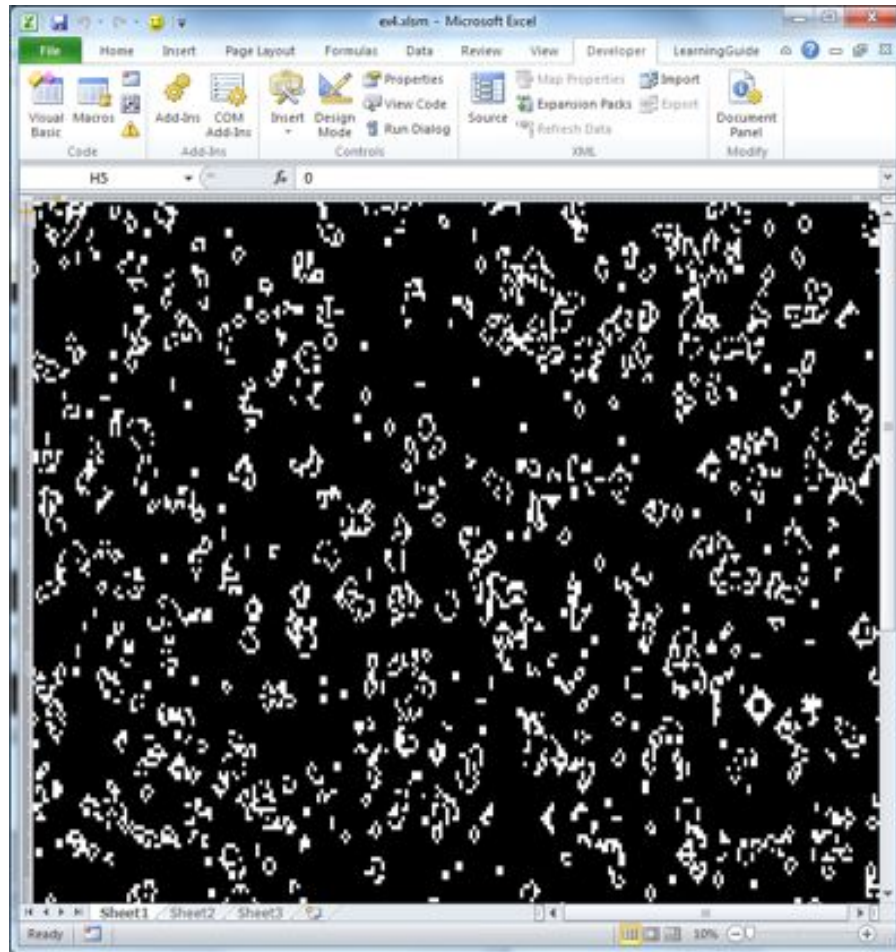 ex4.xlsm - Microsoft Excel
File Home Insert Page Layout Formulas Data Review View Developer LearningGuide
Visual Basic
Macros
Add-Ins
COM Add-Ins
Insert
Design Mode
Properties
View Code
Run Dialog
Source
Map Properties
Expansion Packs
Refresh Data
Import
Export
Document Panel
Code Add-Ins Controls XML Modify
H5 fx 0
Sheet1 Sheet2 Sheet3
Ready 10%